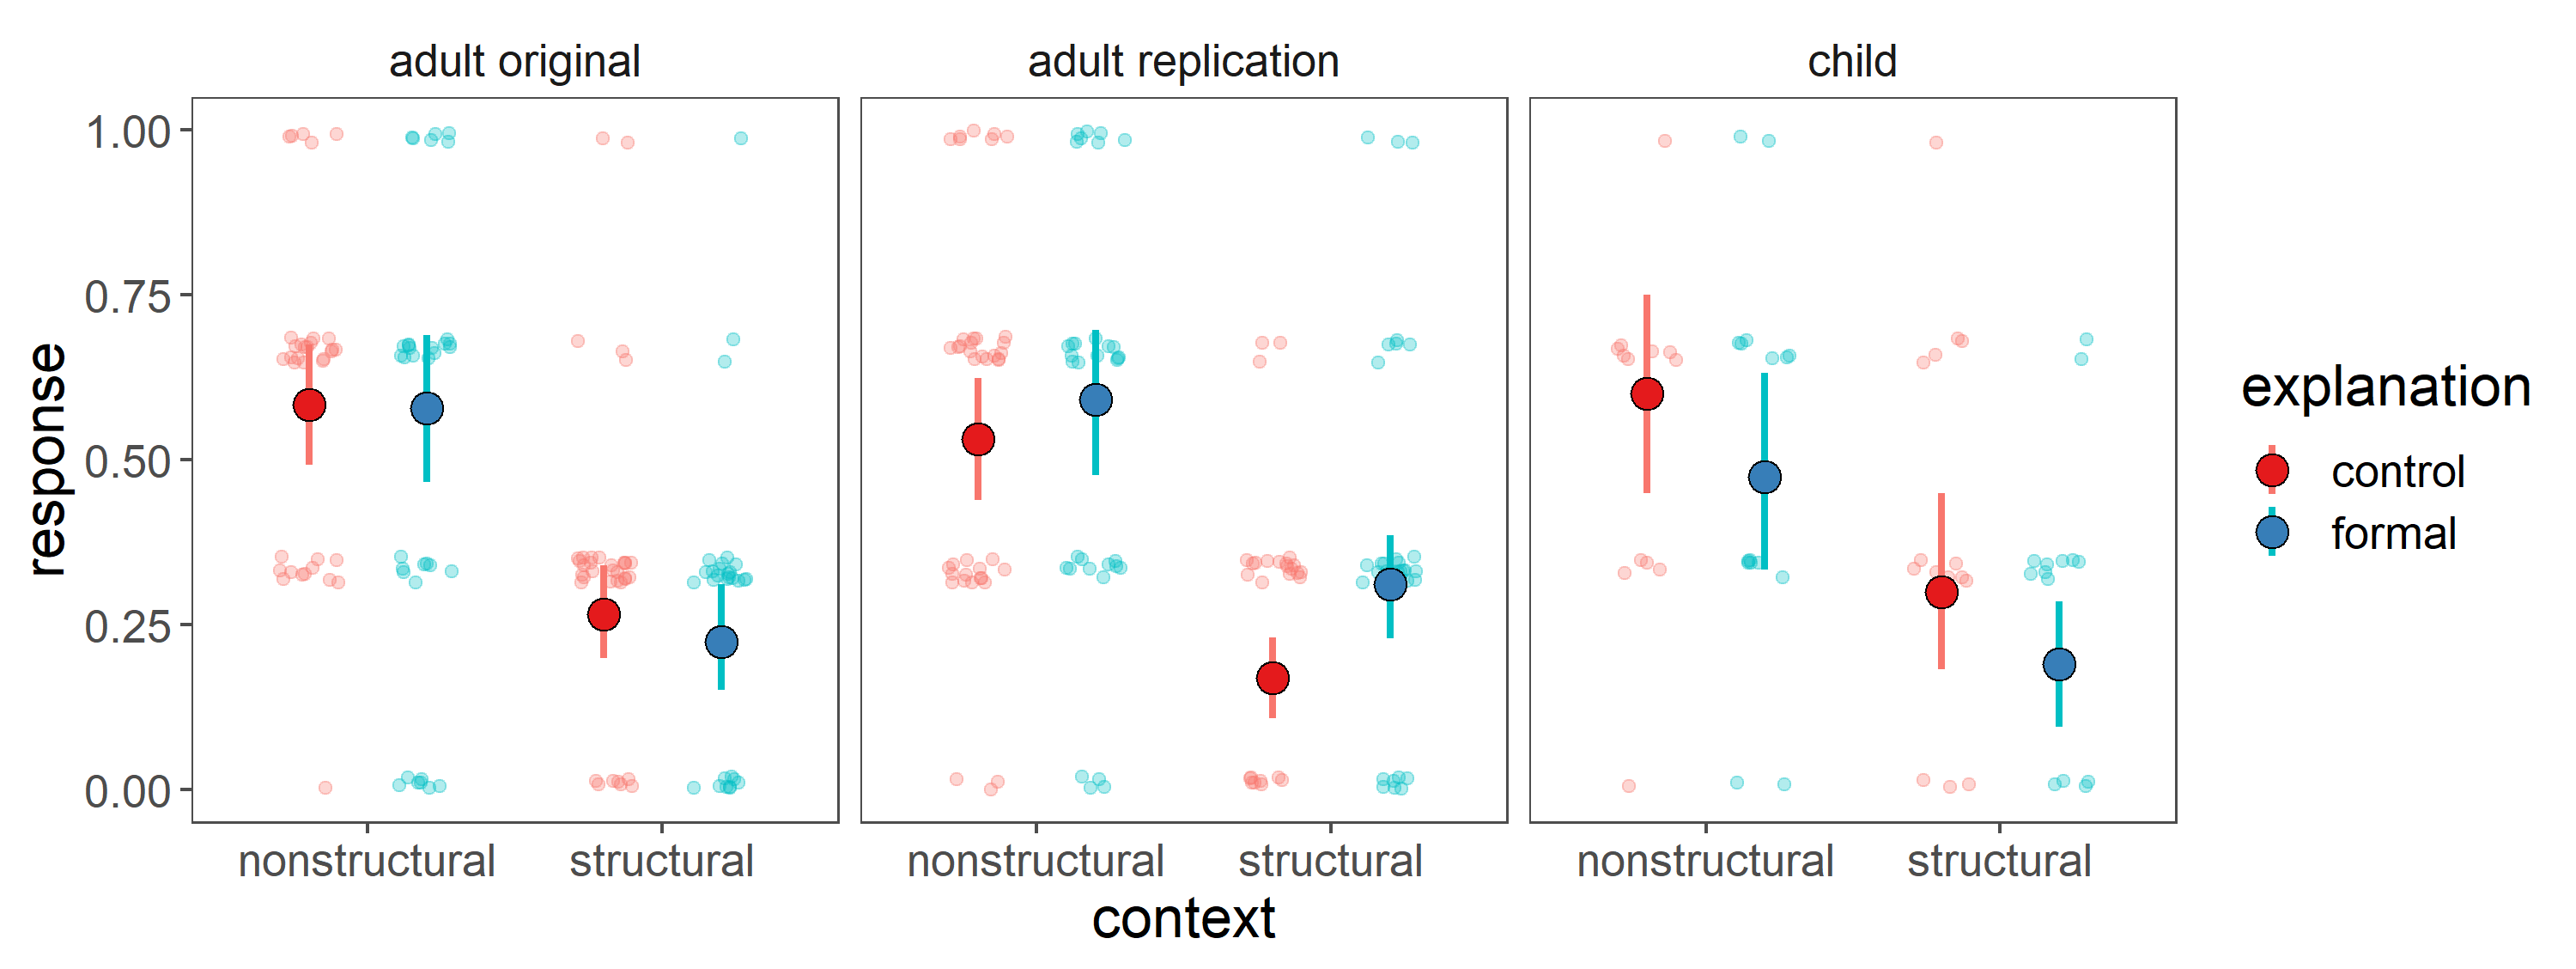 adult original
adult replication
child
1.00
0.75
0.50
0.25
0.00
response
nonstructural
structural
nonstructural
structural
nonstructural
structural
context
explanation
control
formal